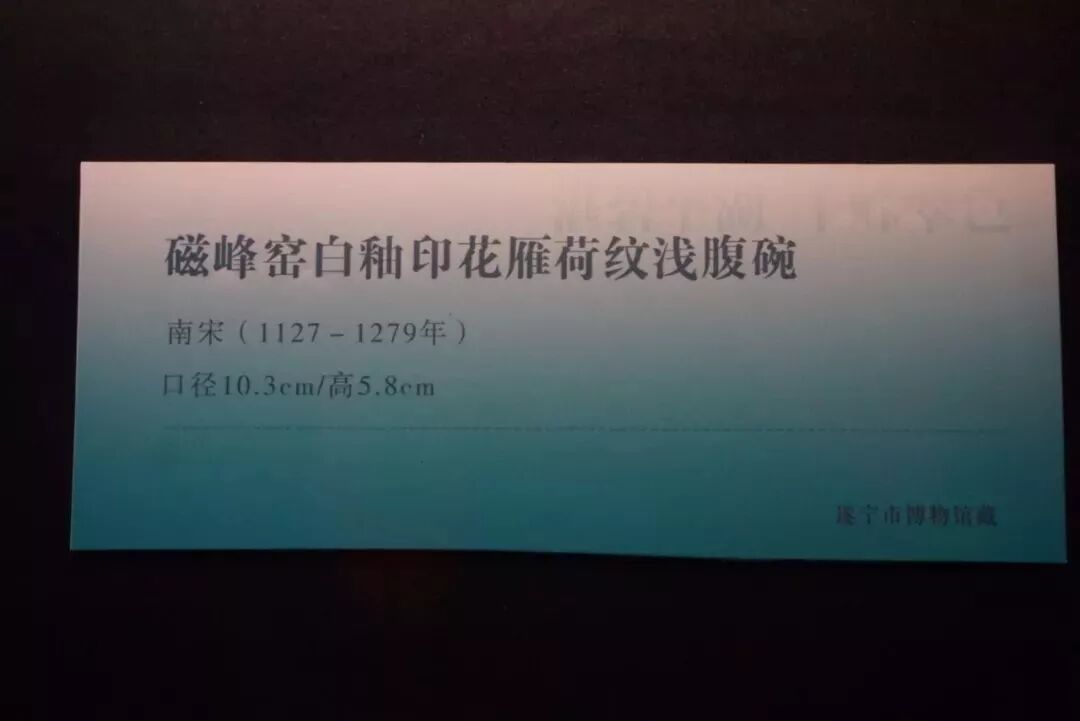 磁峰窑白釉印花雁荷纹浅腹碗
南宋（1127－1279年）
口径10.3cm/高5.8cm
遂宁市博物馆藏